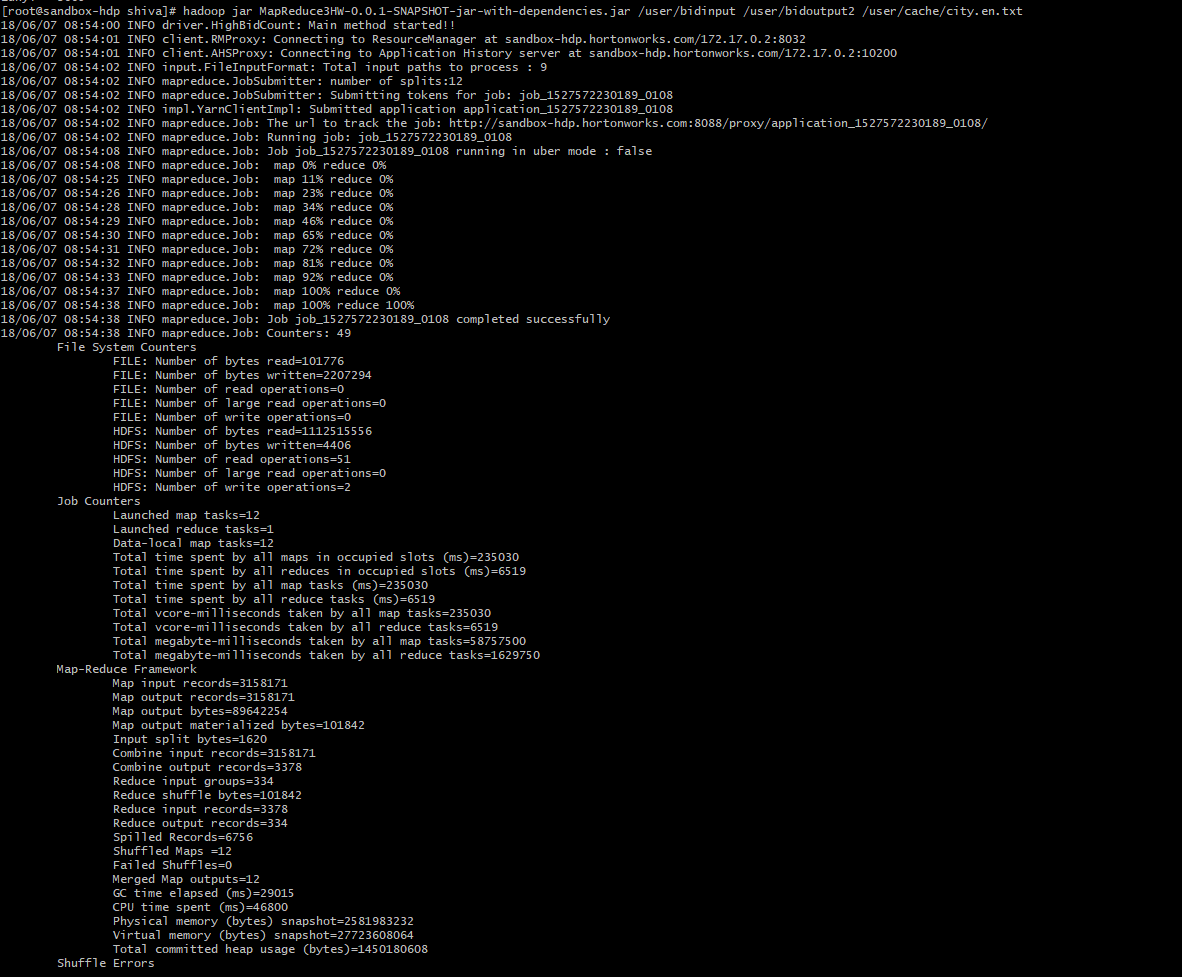 [root@sandbox-hdp shiva]# hadoop jar MapReduce3HW-0.0.1-SNAPSHOT-jar-with-dependencies.jar /user/bidinput /user/bidoutput2 /user/cache/city.en.txt
18/06/07 08:54:00 INFO driver.HighBidCount: Main method started!!
18/06/07 08:54:01 INFO client.RMProxy: Connecting to ResourceManager at sandbox-hdp.hortonworks.com/172.17.0.2:8032
18/06/07 08:54:01 INFO client.AHSProxy: Connecting to Application History server at sandbox-hdp.hortonworks.com/172.17.0.2:10200
18/06/07 08:54:02 INFO input.FileInputFormat: Total input paths to process : 9
18/06/07 08:54:02 INFO mapreduce.JobSubmitter: number of splits:12
18/06/07 08:54:02 INFO mapreduce.JobSubmitter: Submitting tokens for job: job_1527572230189_0108
18/06/07 08:54:02 INFO impl.YarnClientImpl: Submitted application application_1527572230189_0108
18/06/07 08:54:02 INFO mapreduce.Job: The url to track the job: http://sandbox-hdp.hortonworks.com:8088/proxy/application_1527572230189_0108/
18/06/07 08:54:02 INFO mapreduce.Job: Running job: job_1527572230189_0108
18/06/07 08:54:08 INFO mapreduce.Job: Job job_1527572230189_0108 running in uber mode : false
18/06/07 08:54:08 INFO mapreduce.Job:  map 0% reduce 0%
18/06/07 08:54:25 INFO mapreduce.Job:  map 11% reduce 0%
18/06/07 08:54:26 INFO mapreduce.Job:  map 23% reduce 0%
18/06/07 08:54:28 INFO mapreduce.Job:  map 34% reduce 0%
18/06/07 08:54:29 INFO mapreduce.Job:  map 46% reduce 0%
18/06/07 08:54:30 INFO mapreduce.Job:  map 65% reduce 0%
18/06/07 08:54:31 INFO mapreduce.Job:  map 72% reduce 0%
18/06/07 08:54:32 INFO mapreduce.Job:  map 81% reduce 0%
18/06/07 08:54:33 INFO mapreduce.Job:  map 92% reduce 0%
18/06/07 08:54:37 INFO mapreduce.Job:  map 100% reduce 0%
18/06/07 08:54:38 INFO mapreduce.Job:  map 100% reduce 100%
18/06/07 08:54:38 INFO mapreduce.Job: Job job_1527572230189_0108 completed successfully
18/06/07 08:54:38 INFO mapreduce.Job: Counters: 49
File System Counters
FILE: Number of bytes read=101776
FILE: Number of bytes written=2207294
FILE: Number of read operations=0
FILE: Number of large read operations=0
FILE: Number of write operations=0
HDFS: Number of bytes read=1112515556
HDFS: Number of bytes written=4406
HDFS: Number of read operations=51
HDFS: Number of large read operations=0
HDFS: Number of write operations=2
Job Counters
Launched map tasks=12
Launched reduce tasks=1
Data-local map tasks=12
Total time spent by all maps in occupied slots (ms)=235030
Total time spent by all reduces in occupied slots (ms)=6519
Total time spent by all map tasks (ms)=235030
Total time spent by all reduce tasks (ms)=6519
Total vcore-milliseconds taken by all map tasks=235030
Total vcore-milliseconds taken by all reduce tasks=6519
Total megabyte-milliseconds taken by all map tasks=58757500
Total megabyte-milliseconds taken by all reduce tasks=1629750
Map-Reduce Framework
Map input records=3158171
Map output records=3158171
Map output bytes=89642254
Map output materialized bytes=101842
Input split bytes=1620
Combine input records=3158171
Combine output records=3378
Reduce input groups=334
Reduce shuffle bytes=101842
Reduce input records=3378
Reduce output records=334
Spilled Records=6756
Shuffled Maps =12
Failed Shuffles=0
Merged Map outputs=12
GC time elapsed (ms)=29015
CPU time spent (ms)=46800
Physical memory (bytes) snapshot=2581983232
Virtual memory (bytes) snapshot=27723608064
Total committed heap usage (bytes)=1450180608
Shuffle Errors